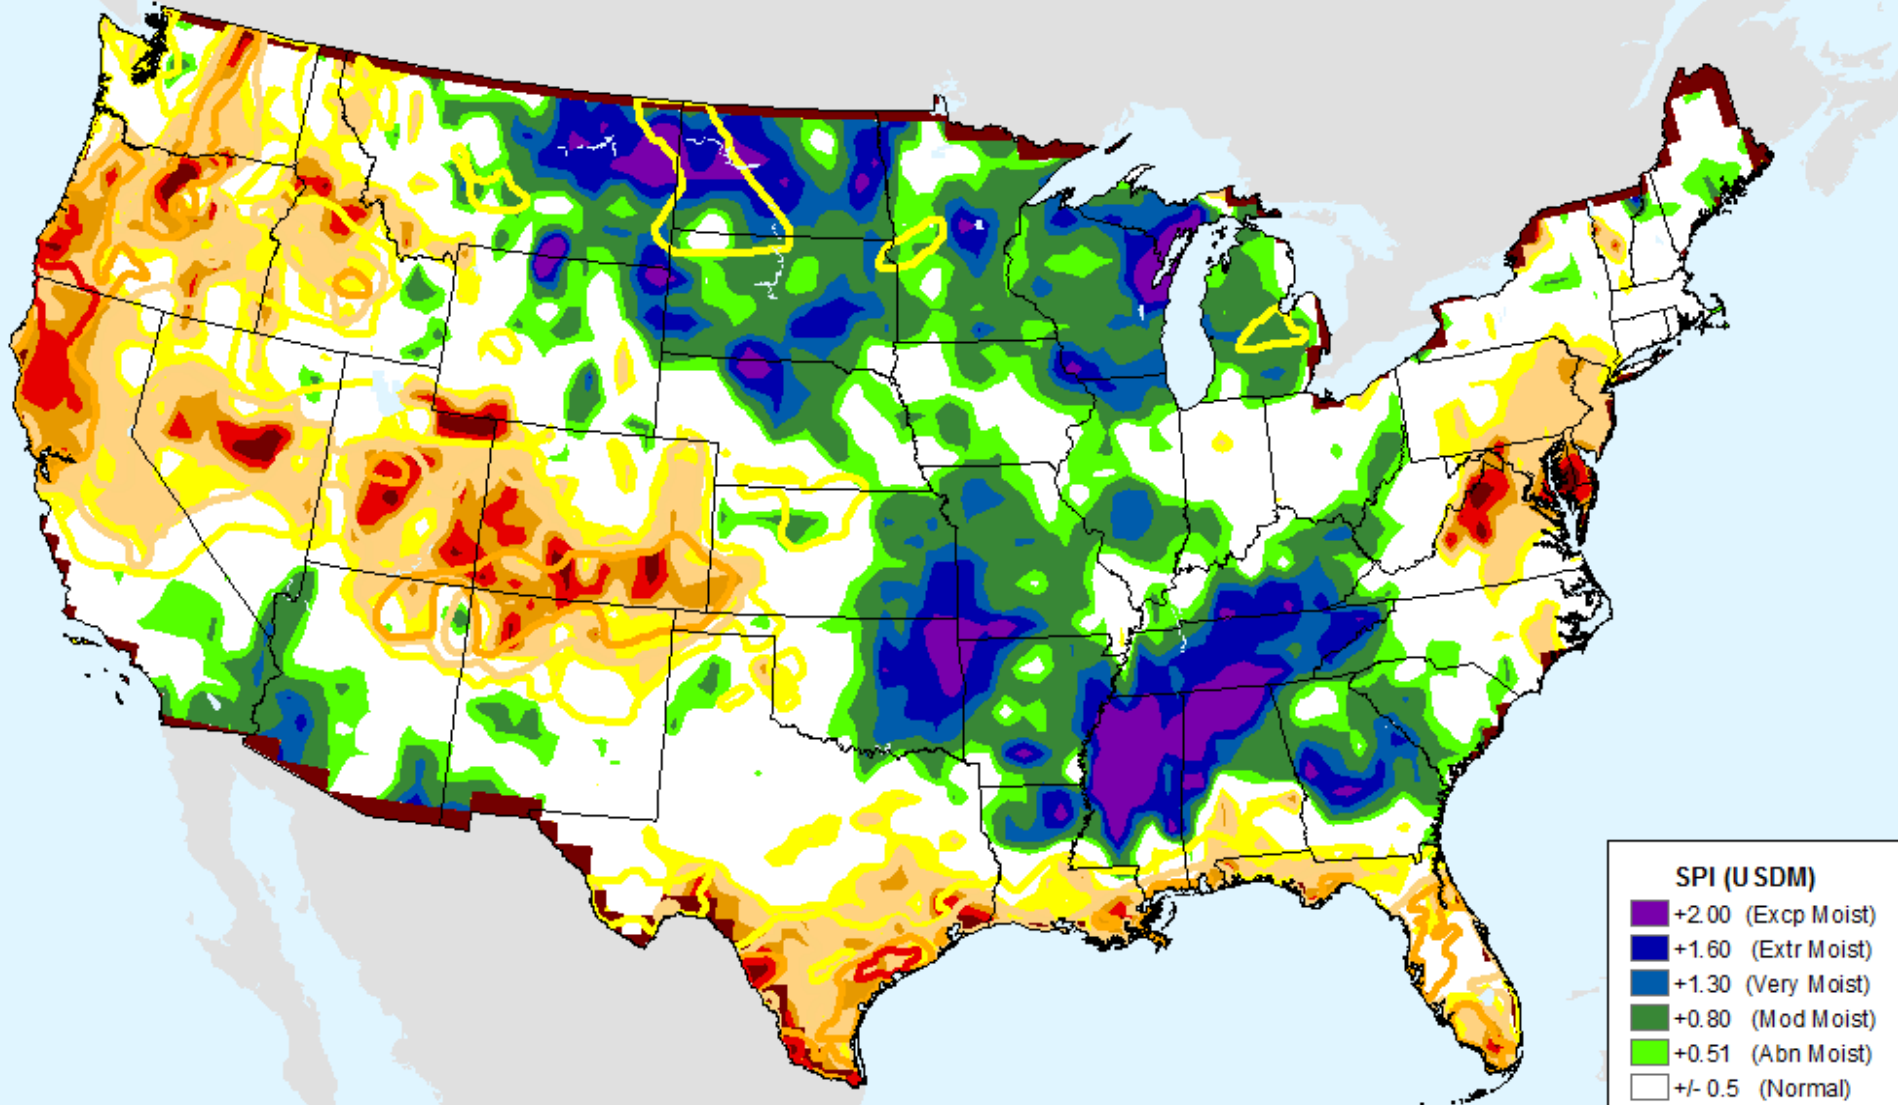 SPI (USDM)
+2.00 (Excp Moist)
+1.60 (Extr Moist)
+1.30 (Very Moist)
+0.80 (Mod Moist)
+0.51 (Abn Moist)
+/- 0.5 (Normal)